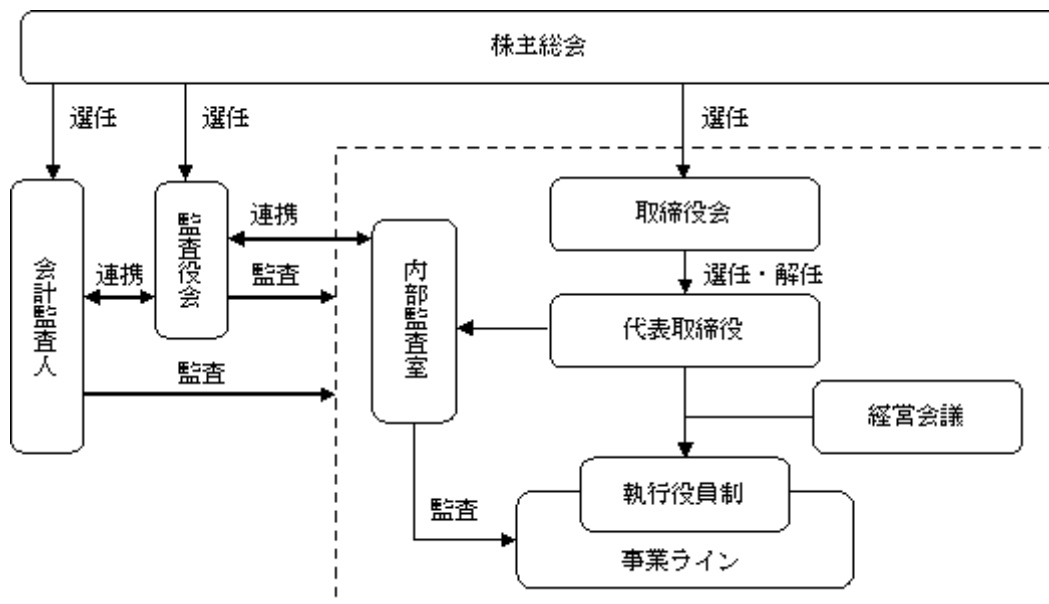 株主総会
選任
選任
選任
取締役会
監査役会
連携
内部監査室
会計監査人
連携
監査
選任・解任
代表取締役
監査
経営会議
執行役員制
監査
事業ライン